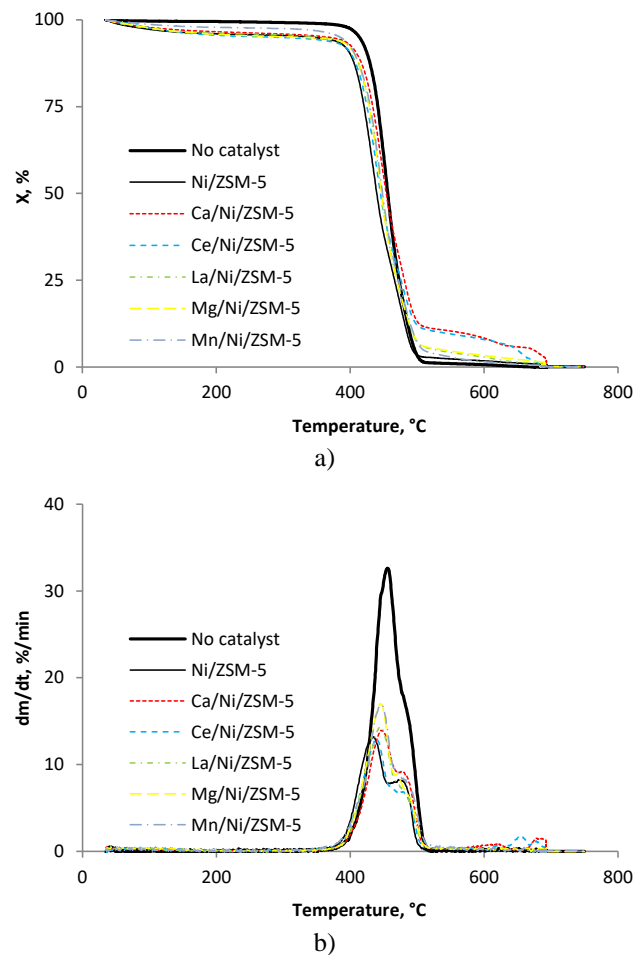 100
75
50
25
0
X, %
No catalyst
Ni/ZSM-5
Ca/Ni/ZSM-5
Ce/Ni/ZSM-5
La/Ni/ZSM-5
Mg/Ni/ZSM-5
Mn/Ni/ZSM-5
0 200 400 600 800
Temperature, °C
a)
40
30
20
10
0
dm/dt, %/min
No catalyst
Ni/ZSM-5
Ca/Ni/ZSM-5
Ce/Ni/ZSM-5
La/Ni/ZSM-5
Mg/Ni/ZSM-5
Mn/Ni/ZSM-5
0 200 400 600 800
Temperature, °C
b)